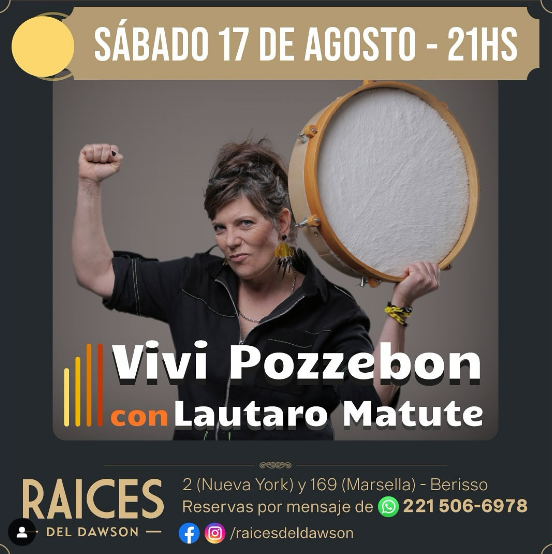 SÁBADO 17 DE AGOSTO - 21HS
Vivi Pozzebon
con Lautaro Matute
RAICES
DEL DAWSON
2 (Nueva York) y 169 (Marsella) - Berisso
Reservas por mensaje de 221 506-6978
/raicesdeldawson